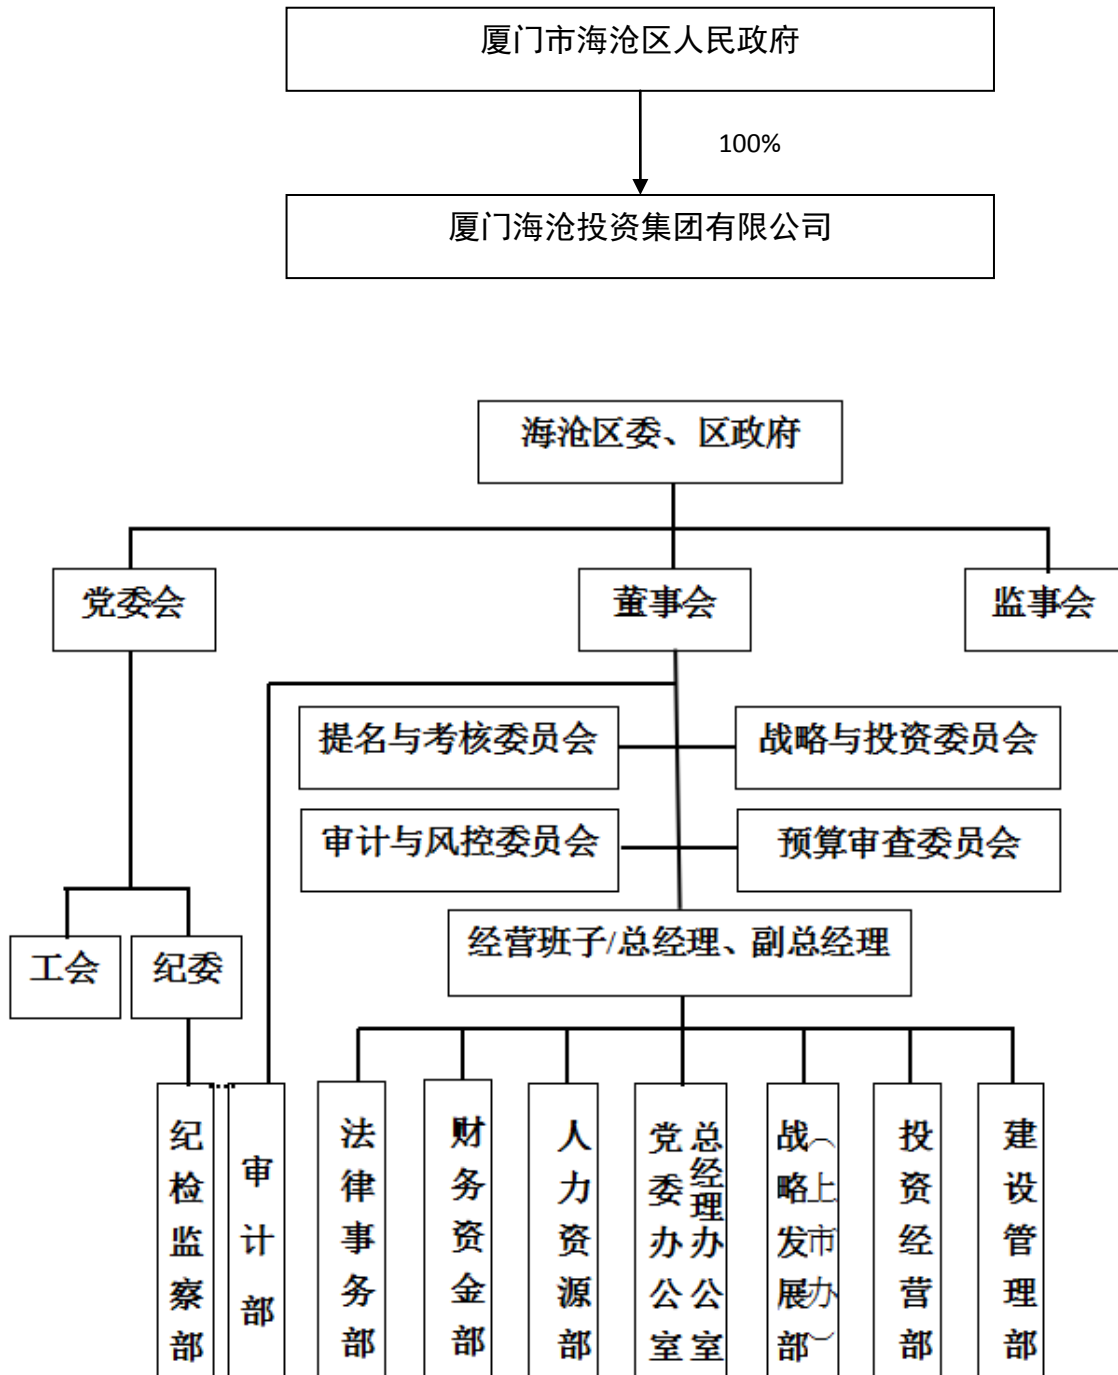 厦门市海沧区人民政府
100%
厦门海沧投资集团有限公司
海沧区委、区政府
党委会
董事会
监事会
提名与考核委员会
战略与投资委员会
审计与风控委员会
预算审查委员会
经营班子/总经理、副总经理
工会
纪委
纪检监察部
审计部
法律事务部
财务资金部
人力资源部
党委办公室
总经理办公室
战略发展部
（上市办）
投资经营部
建设管理部